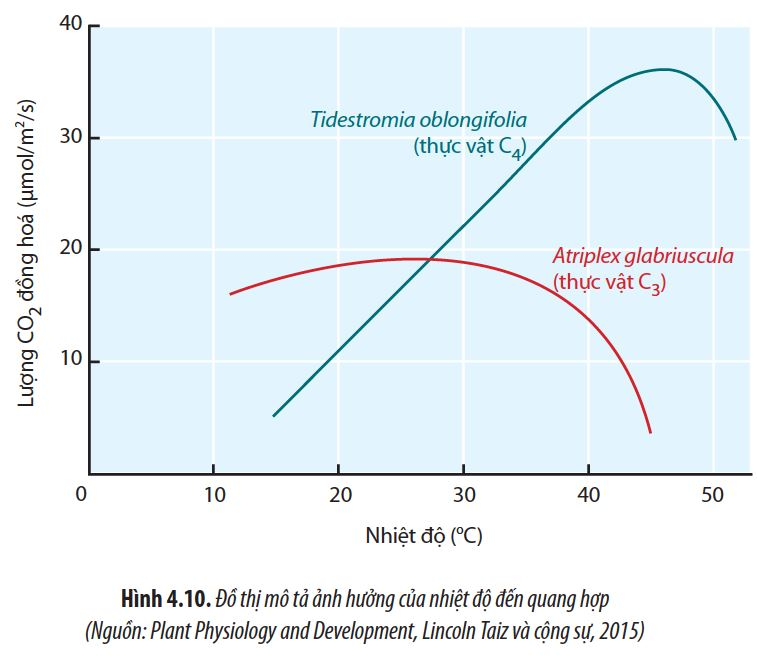 40
30
20
10
0
10
20
30
40
50
Lượng CO2 đồng hoá (µmol/m2/s)
Tidestromia oblongifolia
(thực vật C4)
Atriplex glabriuscula
(thực vật C3)
Nhiệt độ (ºC)
Hình 4.10. Đồ thị mô tả ảnh hưởng của nhiệt độ đến quang hợp
(Nguồn: Plant Physiology and Development, Lincoln Taiz và cộng sự, 2015)